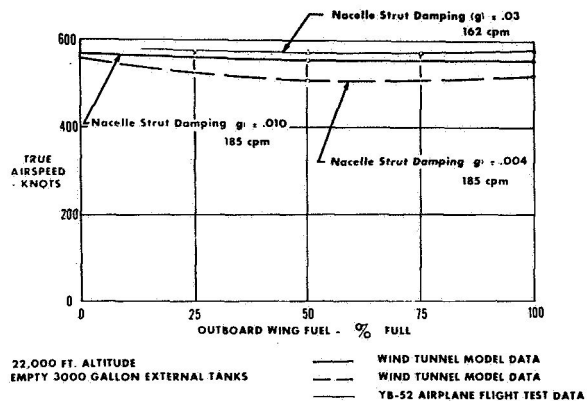 Nacelle Strut Damping (g) = .03
162 cpm
600
Nacelle Strut Damping g) = .010
185 cpm
400
Nacelle Strut Damping g) = .004
185 cpm
TRUE
AIRSPEED
- KNOTS
200
0
0 25 50 75 100
OUTBOARD WING FUEL - % FULL
22,000 FT. ALTITUDE
EMPTY 3000 GALLON EXTERNAL TANKS
WIND TUNNEL MODEL DATA
WIND TUNNEL MODEL DATA
YB-52 AIRPLANE FLIGHT TEST DATA